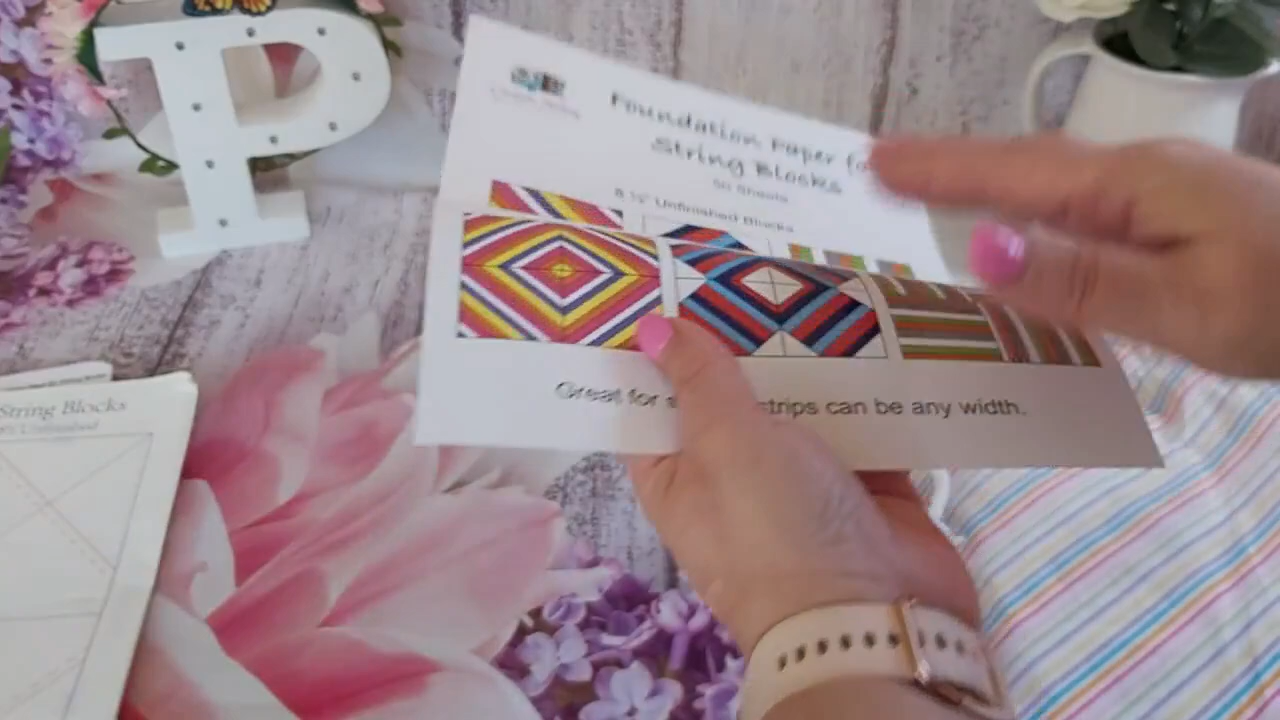 P
Foundation Paper for
String Blocks
50 Sheets
8 ½" Unfinished Blocks
Great for s strips can be any width.
String Blocks
Unfinished